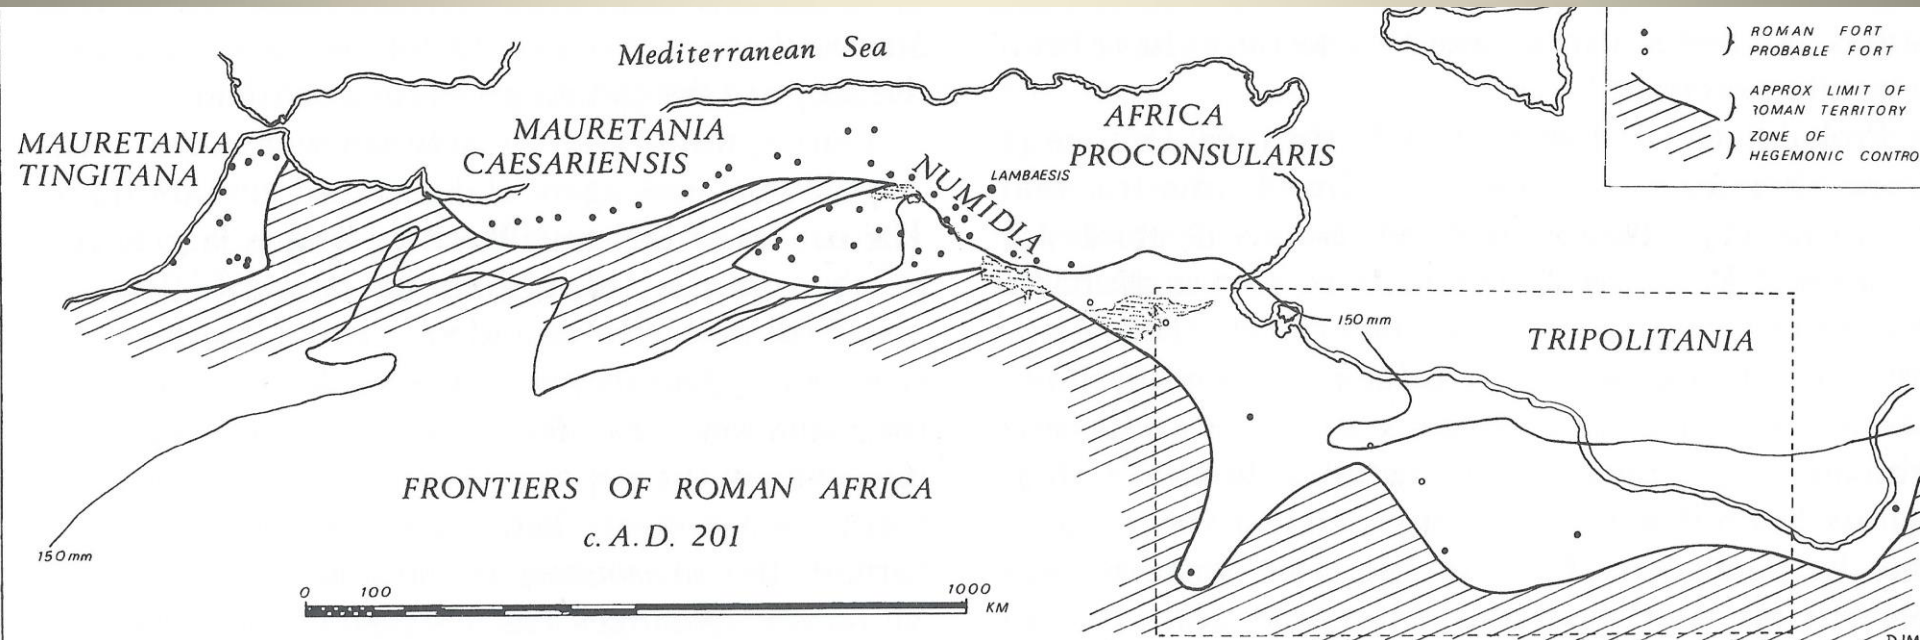 Mediterranean Sea
ROMAN FORT
PROBABLE FORT
APPROX LIMIT OF
ROMAN TERRITORY
ZONE OF
HEGEMONIC CONTRO
MAURETANIA
TINGITANA
MAURETANIA
CAESARIENSIS
AFRICA
PROCONSULARIS
NUMIDIA
LAMBAESIS
150 mm
TRIPOLITANIA
FRONTIERS OF ROMAN AFRICA
c. A.D. 201
150 mm
0 100 1000
KM